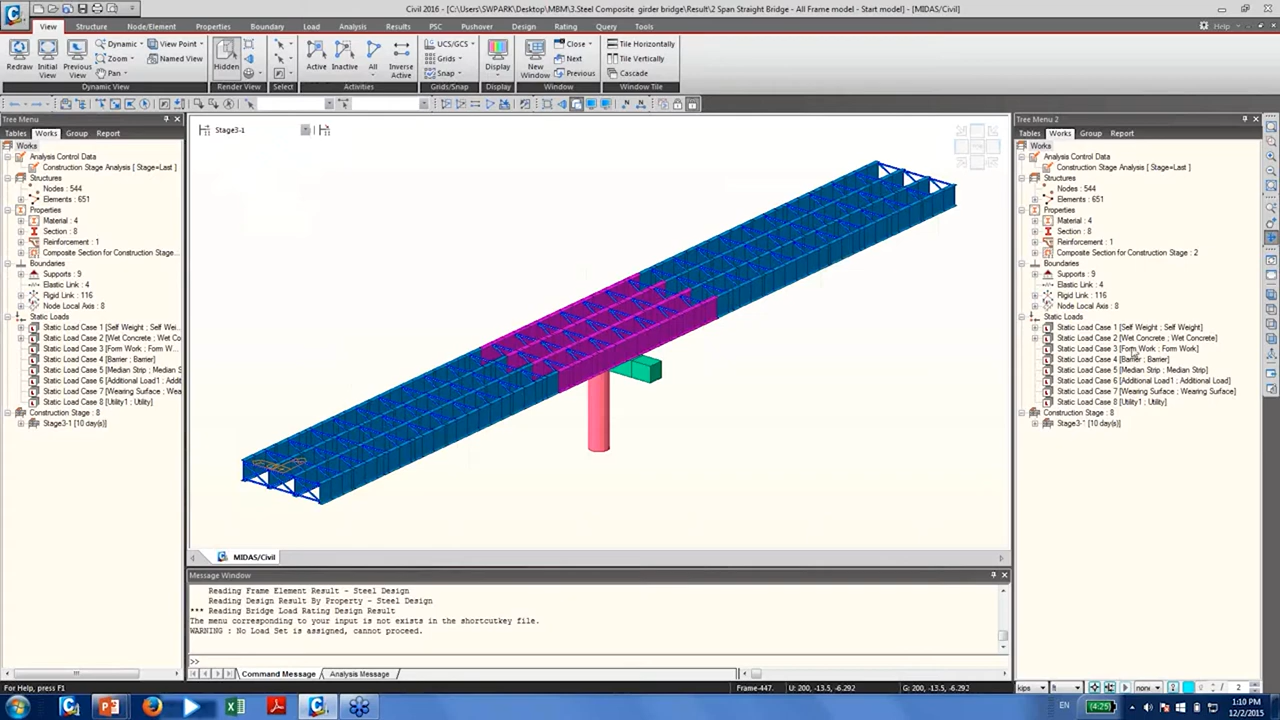 Civil 2016 - [C:\Users\SWPARK\Desktop\MBM\3.Steel Composite girder bridge\Result\2 Span Straight Bridge - All Frame model - Start model] - [MIDAS/Civil]
View Structure Node/Element Properties Boundary Load Analysis Results PSC Pushover Design Rating Query Tools Help
Redraw Initial View Previous View Dynamic Zoom Pan View Point Named View Hidden Active Inactive All Inverse Active UCS/GCS Grids Snap Display New Window Close Next Previous Tile Horizontally Tile Vertically Cascade
Dynamic View Render View Select Activities Grids/Snap Display Window Window Tile
Tree Menu
Tables Works Group Report
Works
Analysis Control Data
Construction Stage Analysis [ Stage=Last ]
Structures
Nodes : 544
Elements : 651
Properties
Material : 4
Section : 8
Reinforcement : 1
Composite Section for Construction Stage...
Boundaries
Supports : 9
Elastic Link : 4
Rigid Link : 116
Node Local Axis : 8
Static Loads
Static Load Case 1 [Self Weight ; Self Wei...
Static Load Case 2 [Wet Concrete ; Wet Co...
Static Load Case 3 [Form Work ; Form W...
Static Load Case 4 [Barrier ; Barrier]
Static Load Case 5 [Median Strip ; Median S
Static Load Case 6 [Additional Load1 ; Addit
Static Load Case 7 [Wearing Surface ; Wear
Static Load Case 8 [Utility1 ; Utility]
Construction Stage : 8
Stage3-1 [10 day(s)]
Stage3-1
MIDAS/Civil
Message Window
Reading Frame Element Result - Steel Design
Reading Design Result By Property - Steel Design
*** Reading Bridge Load Rating Design Result
The menu corresponding to your input is not exists in the shortcutkey file.
WARNING : No Load Set is assigned, cannot proceed.
>>
Command Message Analysis Message
Tree Menu 2
Tables Works Group Report
Works
Analysis Control Data
Construction Stage Analysis [ Stage=Last ]
Structures
Nodes : 544
Elements : 651
Properties
Material : 4
Section : 8
Reinforcement : 1
Composite Section for Construction Stage : 2
Boundaries
Supports : 9
Elastic Link : 4
Rigid Link : 116
Node Local Axis : 8
Static Loads
Static Load Case 1 [Self Weight ; Self Weight]
Static Load Case 2 [Wet Concrete ; Wet Concrete]
Static Load Case 3 [Form Work ; Form Work]
Static Load Case 4 [Barrier ; Barrier]
Static Load Case 5 [Median Strip ; Median Strip]
Static Load Case 6 [Additional Load1 ; Additional Load]
Static Load Case 7 [Wearing Surface ; Wearing Surface]
Static Load Case 8 [Utility1 ; Utility]
Construction Stage : 8
Stage3-1 [10 day(s)]
For Help, press F1 Frame-447. U: 200, -13.5, -6.292 G: 200, -13.5, -6.292 kips ft non 2
EN (4:25) 1:10 PM
12/2/2015